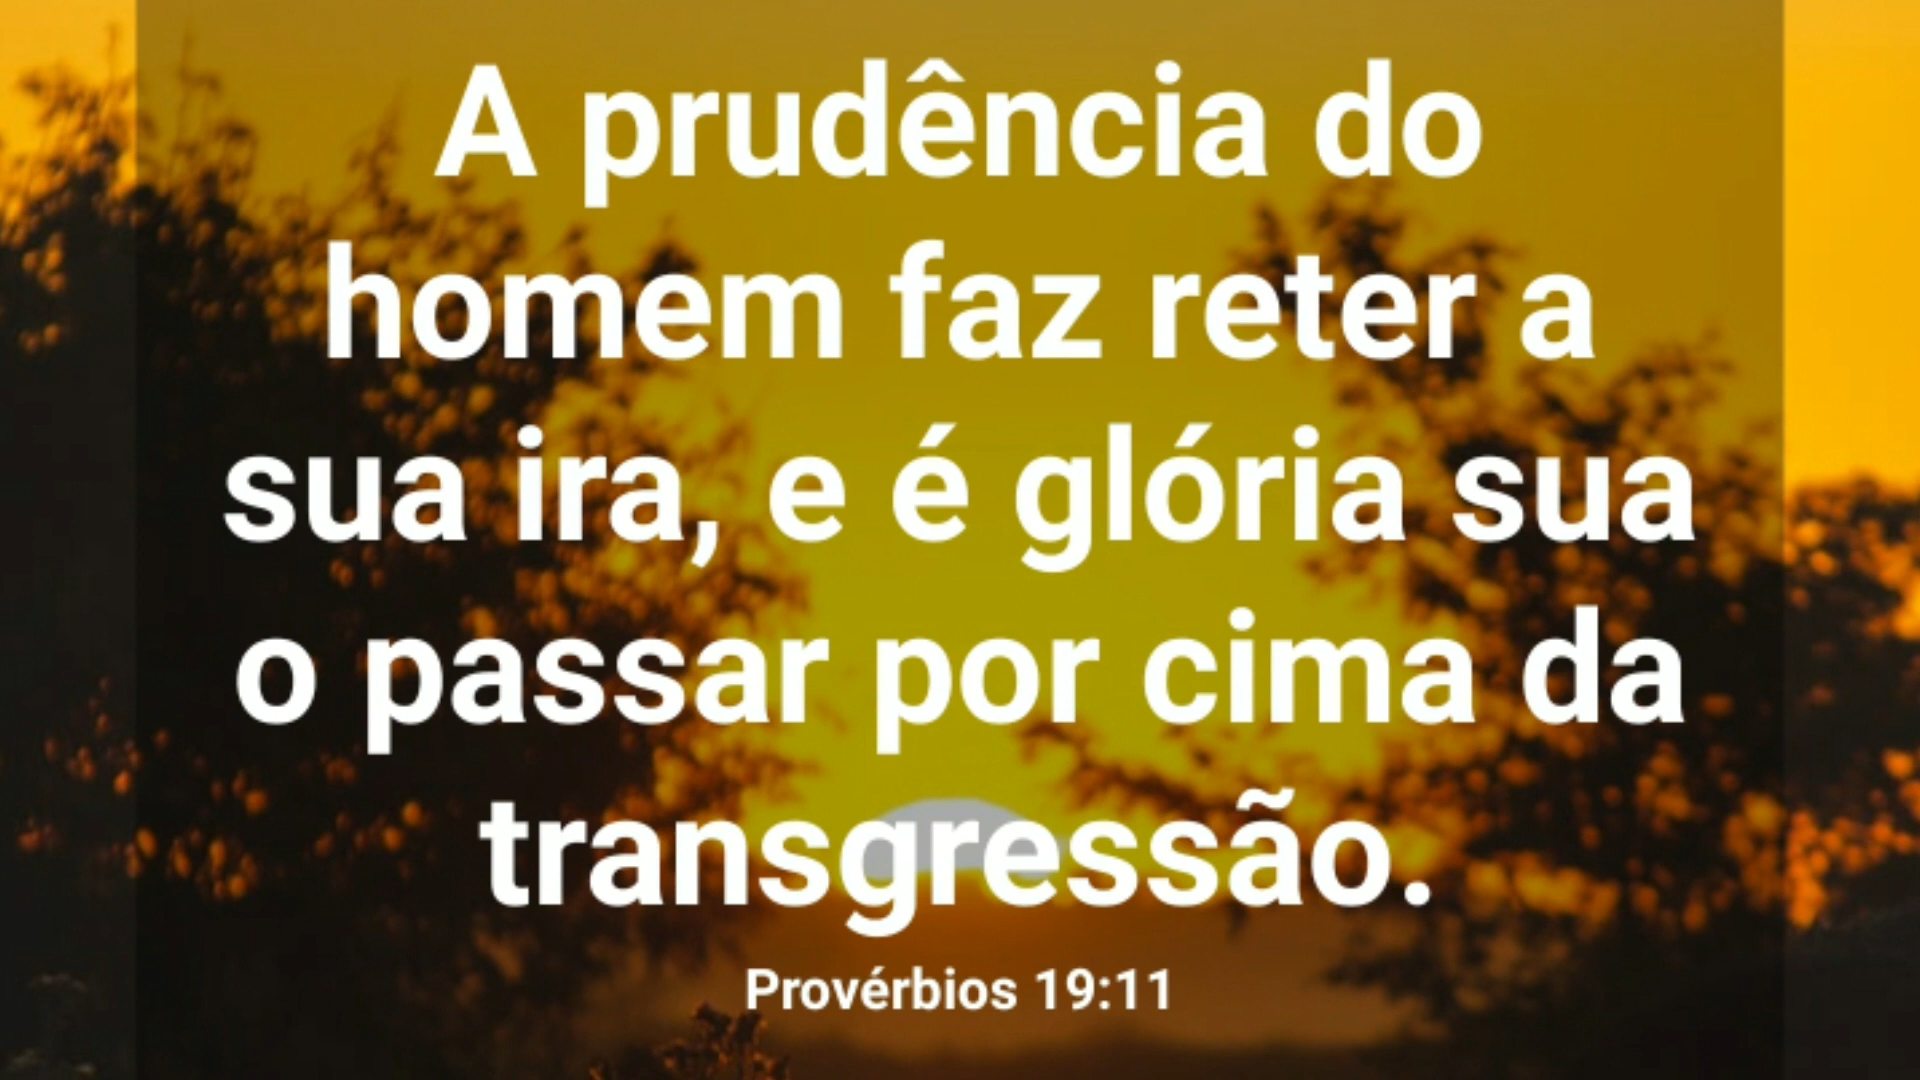 A prudência do
homem faz reter a
sua ira, e é glória sua
o passar por cima da
transgressão.
Provérbios 19:11